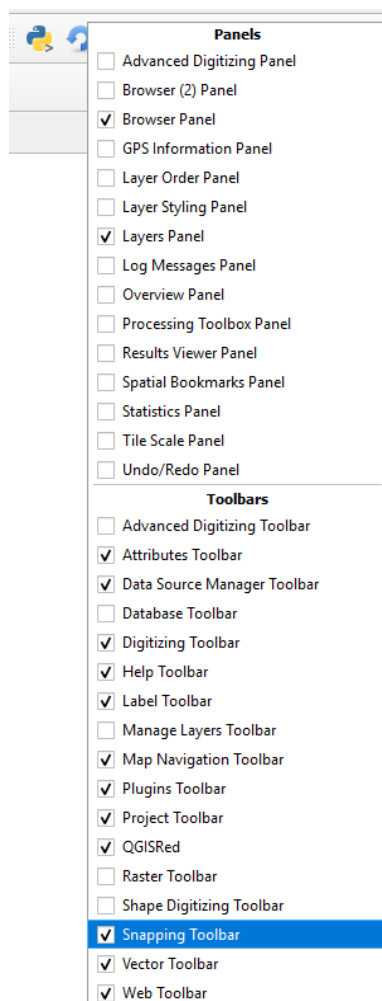 Panels
Advanced Digitizing Panel
Browser (2) Panel
Browser Panel
GPS Information Panel
Layer Order Panel
Layer Styling Panel
Layers Panel
Log Messages Panel
Overview Panel
Processing Toolbox Panel
Results Viewer Panel
Spatial Bookmarks Panel
Statistics Panel
Tile Scale Panel
Undo/Redo Panel
Toolbars
Advanced Digitizing Toolbar
Attributes Toolbar
Data Source Manager Toolbar
Database Toolbar
Digitizing Toolbar
Help Toolbar
Label Toolbar
Manage Layers Toolbar
Map Navigation Toolbar
Plugins Toolbar
Project Toolbar
QGISRed
Raster Toolbar
Shape Digitizing Toolbar
Snapping Toolbar
Vector Toolbar
Web Toolbar